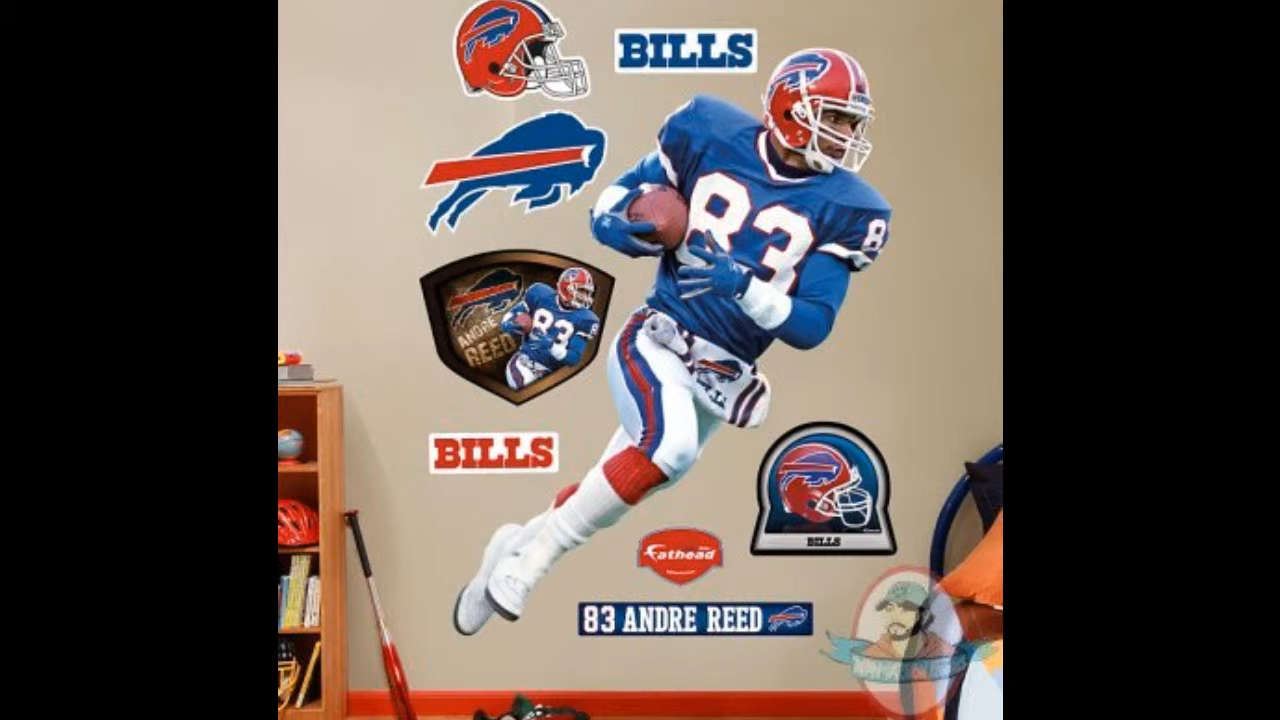 BILLS
83
8
ANDRE
REED
83
BILLS
BILLS
Fathead
83 ANDRE REED